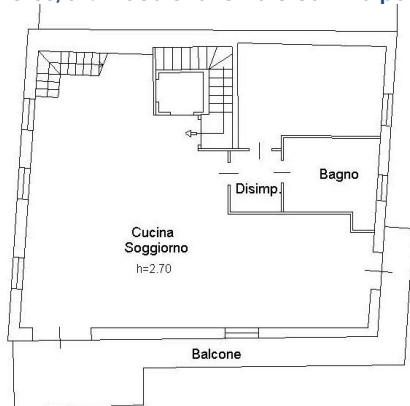 Bagno
Disimp.
Cucina
Soggiorno
h=2.70
Balcone